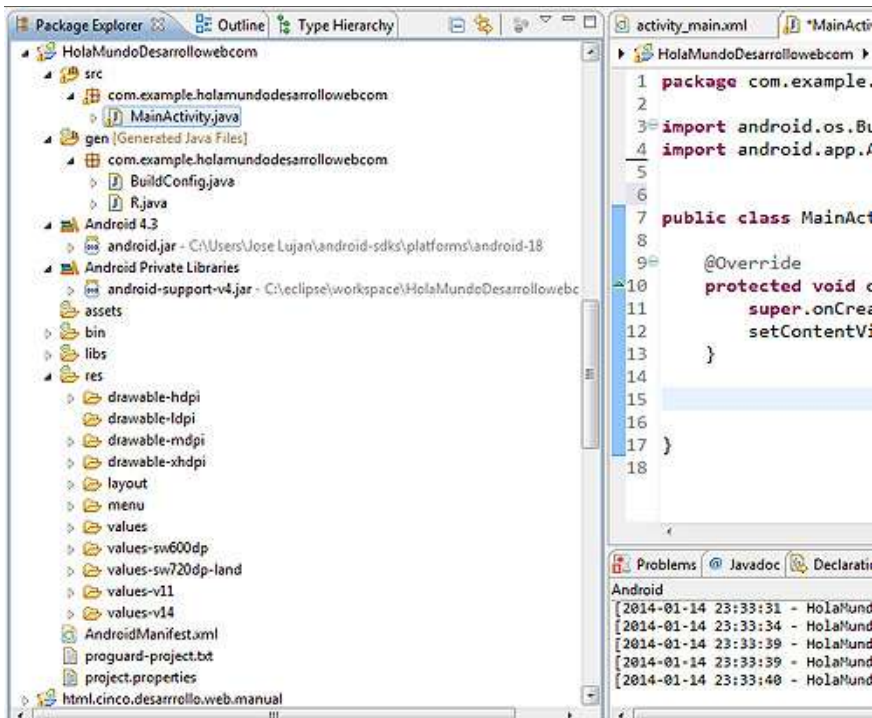 Package Explorer
Outline
Type Hierarchy
HolaMundoDesarrollowebcom
src
com.example.holamundodesarrollowebcom
MainActivity.java
gen [Generated Java Files]
com.example.holamundodesarrollowebcom
BuildConfig.java
R.java
Android 4.3
android.jar - C:\Users\Jose Lujan\android-sdks\platforms\android-18
Android Private Libraries
android-support-v4.jar - C:\eclipse\workspace\HolaMundoDesarrollowebc
assets
bin
libs
res
drawable-hdpi
drawable-ldpi
drawable-mdpi
drawable-xhdpi
layout
menu
values
values-sw600dp
values-sw720dp-land
values-v11
values-v14
AndroidManifest.xml
proguard-project.txt
project.properties
html.cinco.desarrrollo.web.manual
activity_main.xml
*MainActiv
HolaMundoDesarrollowebcom
1 package com.example.
2
3 import android.os.Bu
4 import android.app.A
5
6
7 public class MainAct
8
9 @Override
10 protected void c
11 super.onCrea
12 setContentVi
13 }
14
15
16
17 }
18
Problems
@ Javadoc
Declaratio
Android
[2014-01-14 23:33:31 - HolaMund
[2014-01-14 23:33:34 - HolaMund
[2014-01-14 23:33:39 - HolaMund
[2014-01-14 23:33:39 - HolaMund
[2014-01-14 23:33:40 - HolaMund